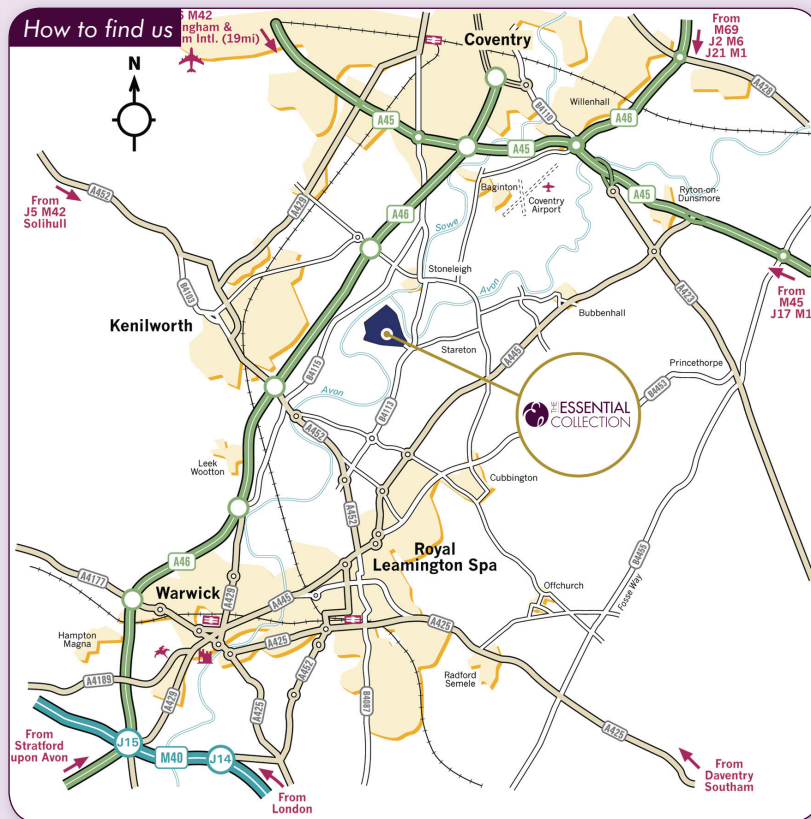 How to find us
M42
ingham &
m Intl. (19mi)
N
Coventry
From
M69
J2 M6
J21 M1
A428
B4110
Willenhall
A46
A45
A45
A45
Ryton-on-
Dunsmore
Baginton
Coventry
Airport
A452
From
J5 M42
Solihull
A429
A46
Sowe
Stoneleigh
Avon
From
M45
J17 M1
A423
B4103
Kenilworth
Bubbenhall
Stareton
A445
Princethorpe
B4115
B4113
B4453
Avon
THE
ESSENTIAL
COLLECTION
A452
Leek
Wootton
Cubbington
A452
Royal
Leamington Spa
B4455
Fosse Way
A46
A4177
Warwick
A429
A445
Offchurch
Hampton
Magna
A425
A425
Radford
Semele
A4189
A429
A425
A452
B4087
A425
From
Stratford
upon Avon
J15
M40
J14
From
London
From
Daventry
Southam